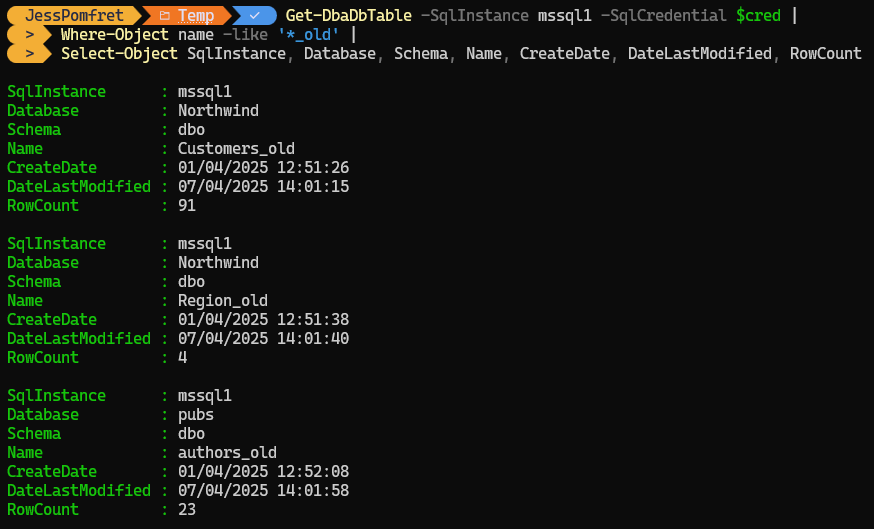 JessPomfret Temp ✓ Get-DbaDbTable -SqlInstance mssql1 -SqlCredential $cred |
> Where-Object name -like '*_old' |
> Select-Object SqlInstance, Database, Schema, Name, CreateDate, DateLastModified, RowCount
SqlInstance : mssql1
Database : Northwind
Schema : dbo
Name : Customers_old
CreateDate : 01/04/2025 12:51:26
DateLastModified : 07/04/2025 14:01:15
RowCount : 91
SqlInstance : mssql1
Database : Northwind
Schema : dbo
Name : Region_old
CreateDate : 01/04/2025 12:51:38
DateLastModified : 07/04/2025 14:01:40
RowCount : 4
SqlInstance : mssql1
Database : pubs
Schema : dbo
Name : authors_old
CreateDate : 01/04/2025 12:52:08
DateLastModified : 07/04/2025 14:01:58
RowCount : 23